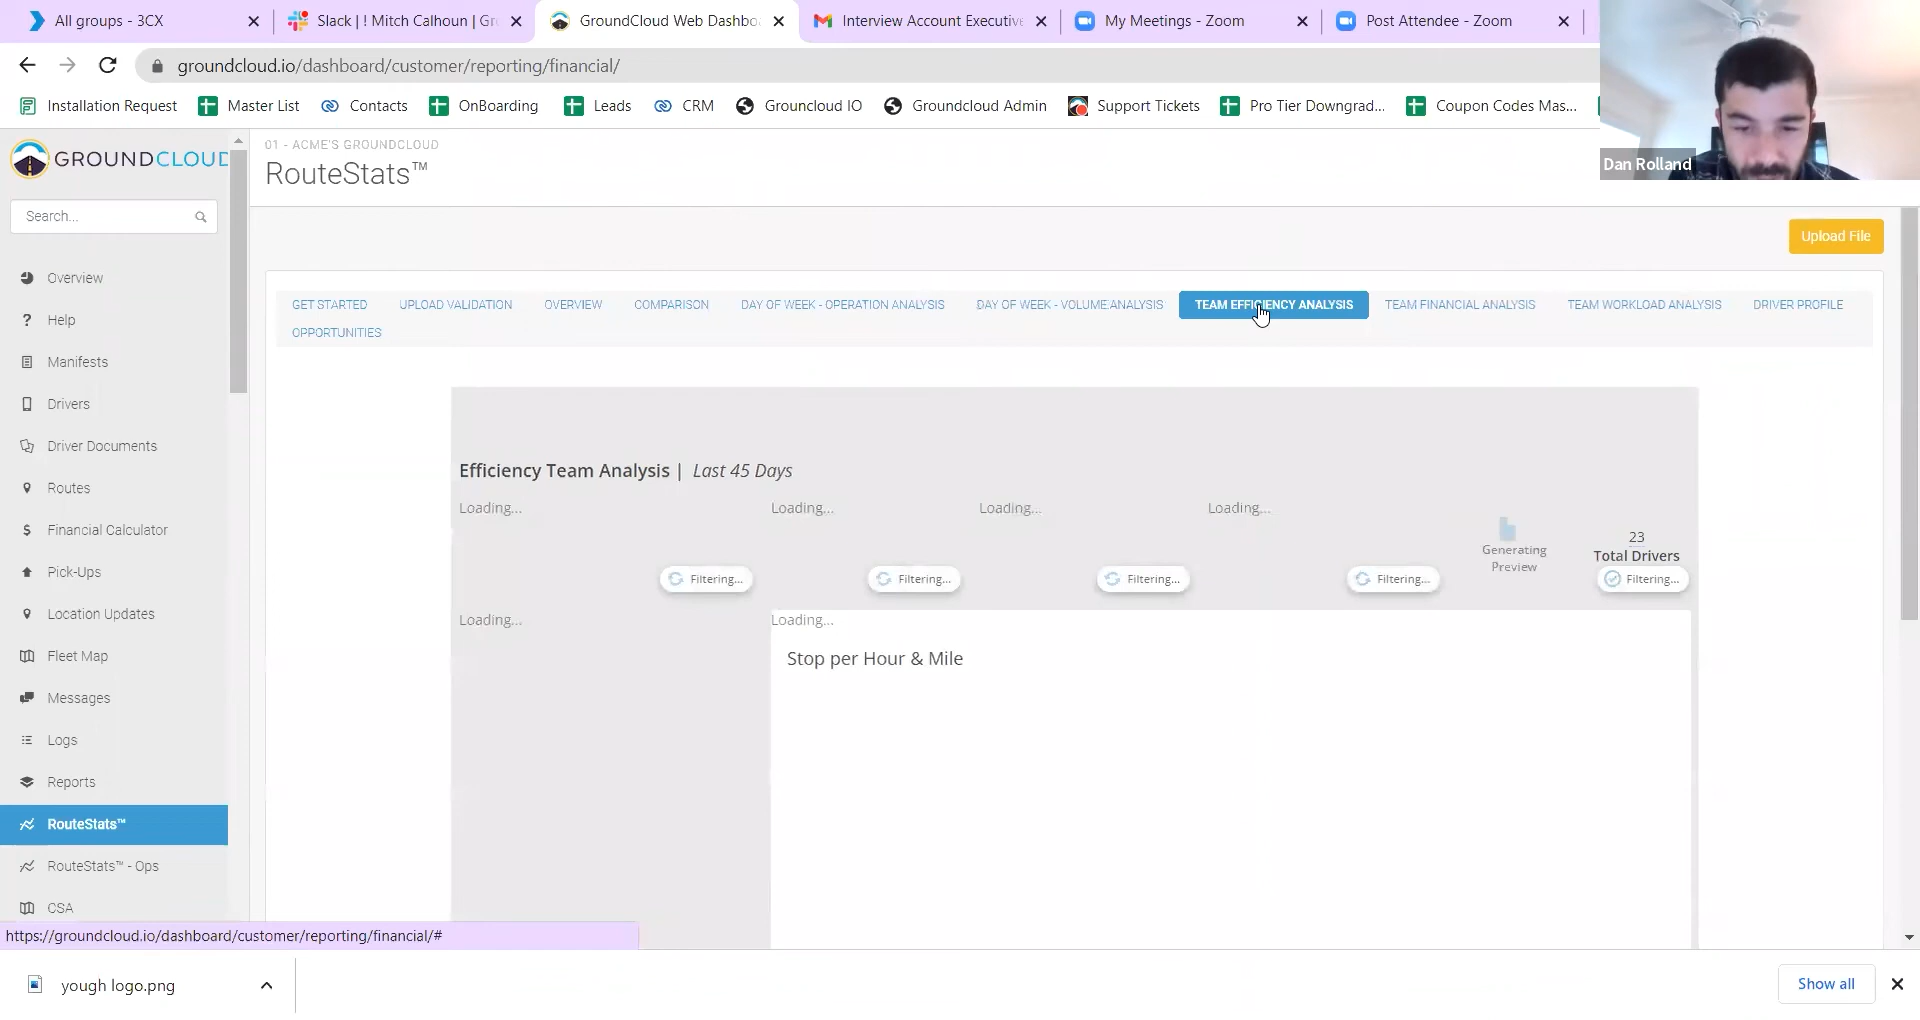 All groups - 3CX
Slack | ! Mitch Calhoun | Gr
GroundCloud Web Dashbo
Interview Account Executive
My Meetings - Zoom
Post Attendee - Zoom
groundcloud.io/dashboard/customer/reporting/financial/
Installation Request
Master List
Contacts
OnBoarding
Leads
CRM
Groundcloud IO
Groundcloud Admin
Support Tickets
Pro Tier Downgrad...
Coupon Codes Mas...
Dan Rolland
GROUNDCLOUD
01 - ACME'S GROUNDCLOUD
RouteStats™
Search...
Upload File
GET STARTED
UPLOAD VALIDATION
OVERVIEW
COMPARISON
DAY OF WEEK - OPERATION ANALYSIS
DAY OF WEEK - VOLUME ANALYSIS
TEAM EFFICIENCY ANALYSIS
TEAM FINANCIAL ANALYSIS
TEAM WORKLOAD ANALYSIS
DRIVER PROFILE
OPPORTUNITIES
Overview
Help
Manifests
Drivers
Driver Documents
Routes
Financial Calculator
Pick-Ups
Location Updates
Fleet Map
Messages
Logs
Reports
RouteStats™
RouteStats™ - Ops
CSA
Efficiency Team Analysis | Last 45 Days
Loading...
Loading...
Loading...
Loading...
Generating
Preview
23
Total Drivers
Filtering...
Filtering...
Filtering...
Filtering...
Filtering...
Loading...
Loading...
Stop per Hour & Mile
https://groundcloud.io/dashboard/customer/reporting/financial/#
yough logo.png
Show all